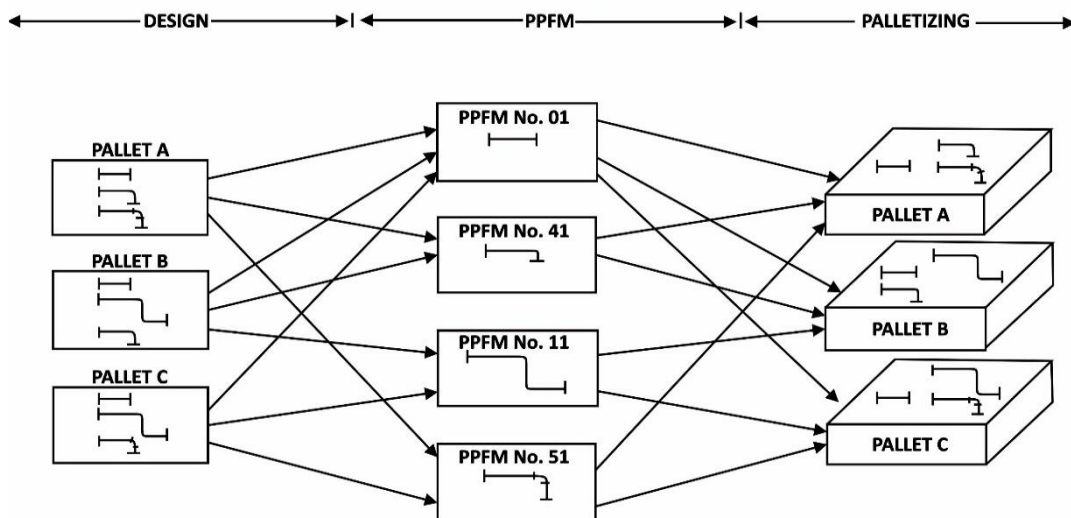 DESIGN
PPFM
PALLETIZING
PALLET A
PALLET B
PALLET C
PPFM No. 01
PPFM No. 41
PPFM No. 11
PPFM No. 51
PALLET A
PALLET B
PALLET C